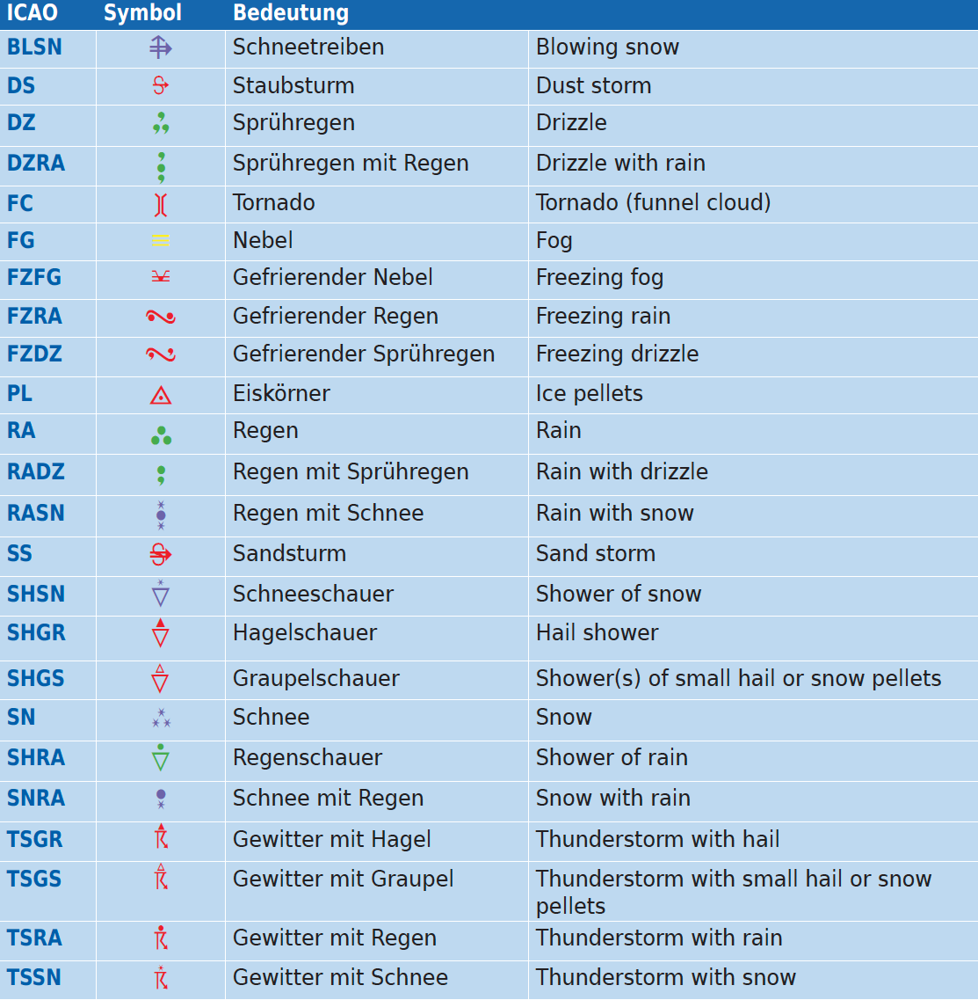 ICAO Symbol Bedeutung
BLSN Schneetreiben Blowing snow
DS Staubsturm Dust storm
DZ Sprühregen Drizzle
DZRA Sprühregen mit Regen Drizzle with rain
FC Tornado Tornado (funnel cloud)
FG Nebel Fog
FZFG Gefrierender Nebel Freezing fog
FZRA Gefrierender Regen Freezing rain
FZDZ Gefrierender Sprühregen Freezing drizzle
PL Eiskörner Ice pellets
RA Regen Rain
RADZ Regen mit Sprühregen Rain with drizzle
RASN Regen mit Schnee Rain with snow
SS Sandsturm Sand storm
SHSN Schneeschauer Shower of snow
SHGR Hagelschauer Hail shower
SHGS Graupelschauer Shower(s) of small hail or snow pellets
SN Schnee Snow
SHRA Regenschauer Shower of rain
SNRA Schnee mit Regen Snow with rain
TSGR Gewitter mit Hagel Thunderstorm with hail
TSGS Gewitter mit Graupel Thunderstorm with small hail or snow
pellets
TSRA Gewitter mit Regen Thunderstorm with rain
TSSN Gewitter mit Schnee Thunderstorm with snow